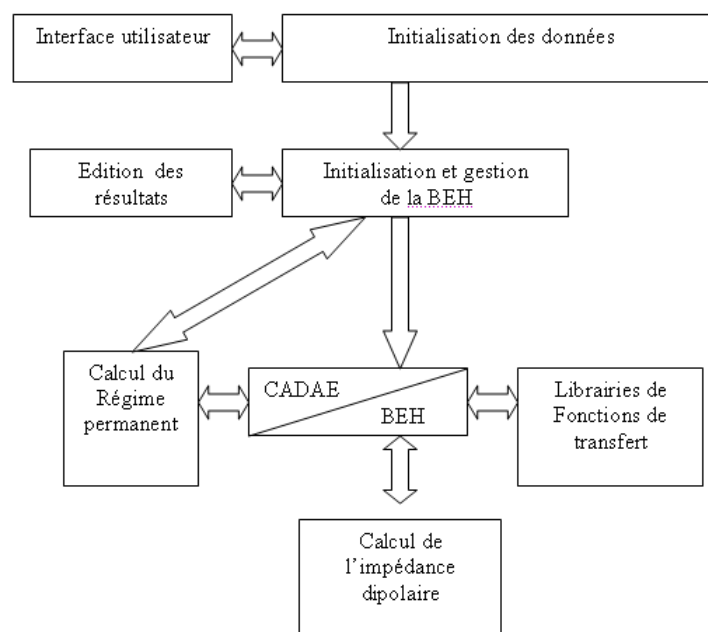 Interface utilisateur
Initialisation des données
Edition des
résultats
Initialisation et gestion
de la BEH
Calcul du
Régime
permanent
CADAE
BEH
Librairies de
Fonctions de
transfert
Calcul de
l'impédance
dipolaire